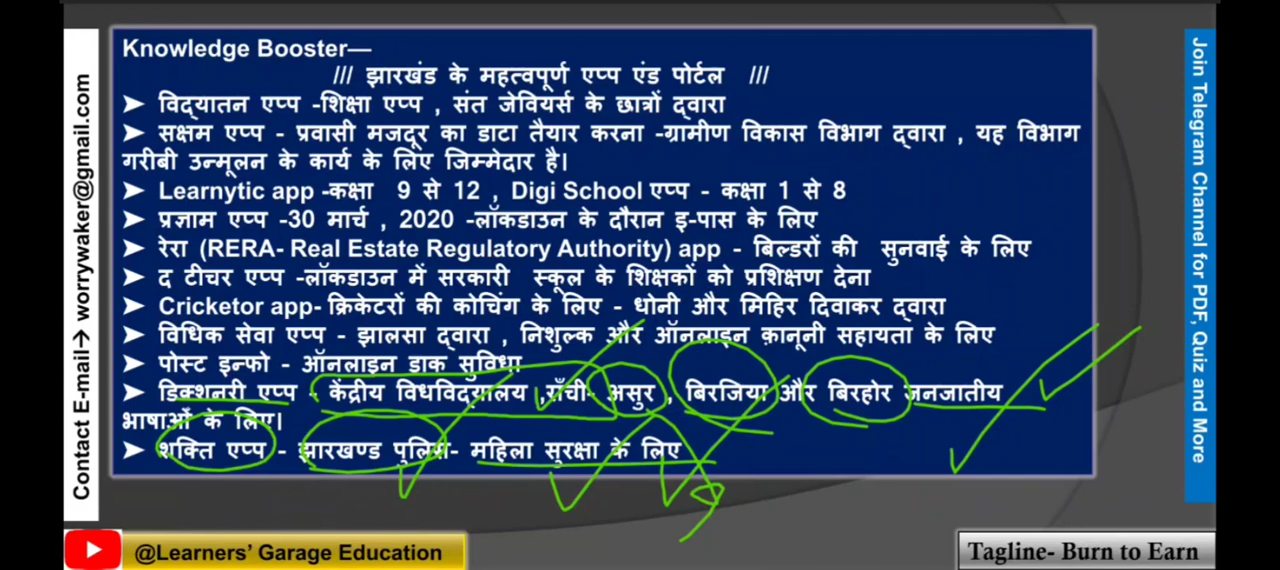 Knowledge Booster—
/// झारखंड के महत्वपूर्ण एप्प एंड पोर्टल ///
➤ विद्यातन एप्प -शिक्षा एप्प , संत जेवियर्स के छात्रों द्वारा
➤ सक्षम एप्प - प्रवासी मजदूर का डाटा तैयार करना -ग्रामीण विकास विभाग द्वारा , यह विभाग
गरीबी उन्मूलन के कार्य के लिए जिम्मेदार है।
➤ Learnytic app -कक्षा 9 से 12 , Digi School एप्प - कक्षा 1 से 8
➤ प्रज्ञाम एप्प -30 मार्च , 2020 -लॉकडाउन के दौरान इ-पास के लिए
➤ रेरा (RERA- Real Estate Regulatory Authority) app - बिल्डरों की सुनवाई के लिए
➤ द टीचर एप्प -लॉकडाउन में सरकारी स्कूल के शिक्षकों को प्रशिक्षण देना
➤ Cricketor app- क्रिकेटरों की कोचिंग के लिए - धोनी और मिहिर दिवाकर द्वारा
➤ विधिक सेवा एप्प - झालसा द्वारा , निशुल्क और ऑनलाइन क़ानूनी सहायता के लिए
➤ पोस्ट इन्फो - ऑनलाइन डाक सुविधा
➤ डिक्शनरी एप्प - केंद्रीय विधविद्यालय ,राँची- असुर , बिरजिया और बिरहोर जनजातीय
भाषाओं के लिए।
➤ शक्ति एप्प - झारखण्ड पुलिस- महिला सुरक्षा के लिए
Contact E-mail→ worrywaker@gmail.com
Join Telegram Channel for PDF, Quiz and More
@Learners' Garage Education
Tagline- Burn to Earn